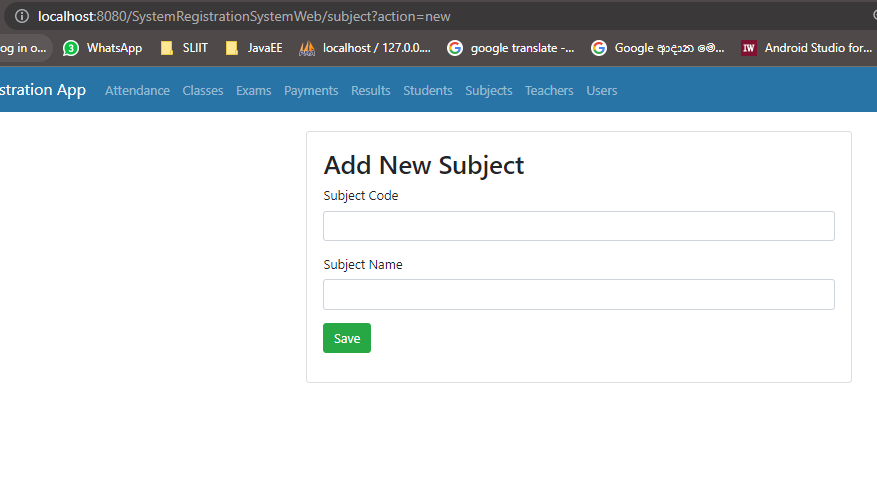 localhost:8080/SystemRegistrationSystemWeb/subject?action=new
og in o... 3 WhatsApp SLIIT JavaEE localhost / 127.0.0.... google translate -... Google ආදාන මෙ... IW Android Studio for...
stration App Attendance Classes Exams Payments Results Students Subjects Teachers Users
Add New Subject
Subject Code
Subject Name
Save